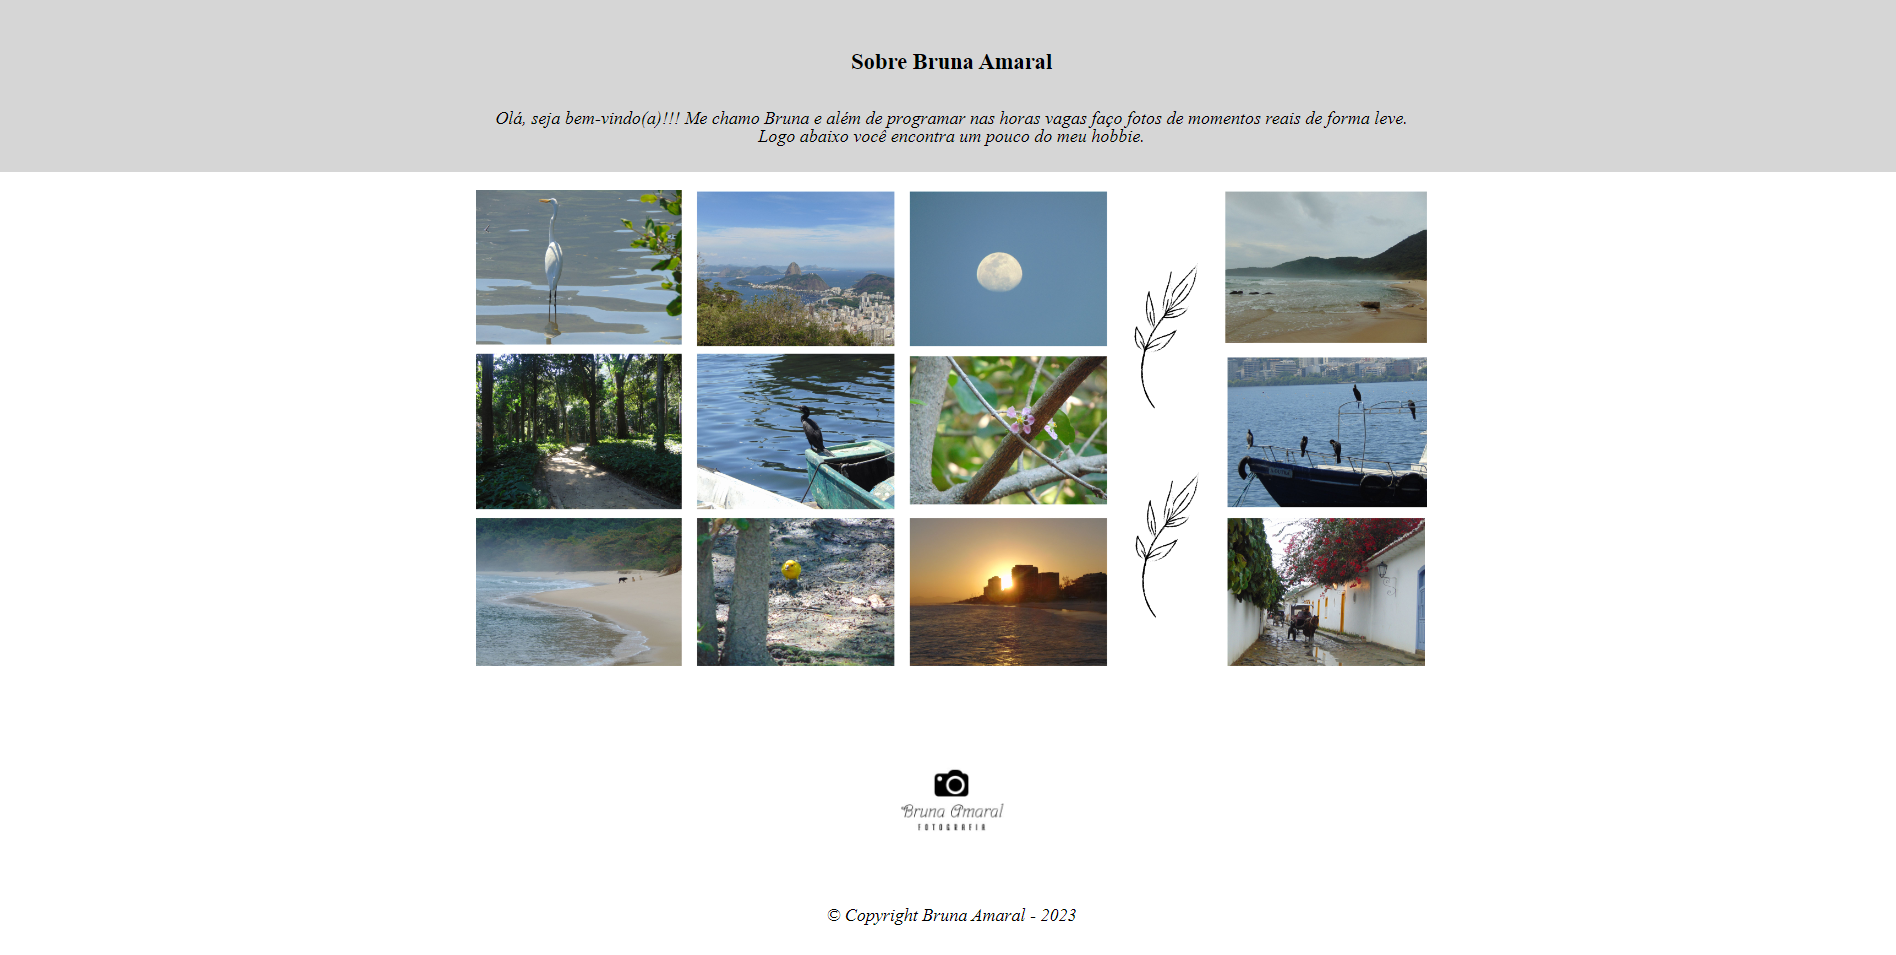 Sobre Bruna Amaral
Olá, seja bem-vindo(a)!!! Me chamo Bruna e além de programar nas horas vagas faço fotos de momentos reais de forma leve.
Logo abaixo você encontra um pouco do meu hobbie.
Bruna Amaral
FOTOGRAFIA
© Copyright Bruna Amaral - 2023